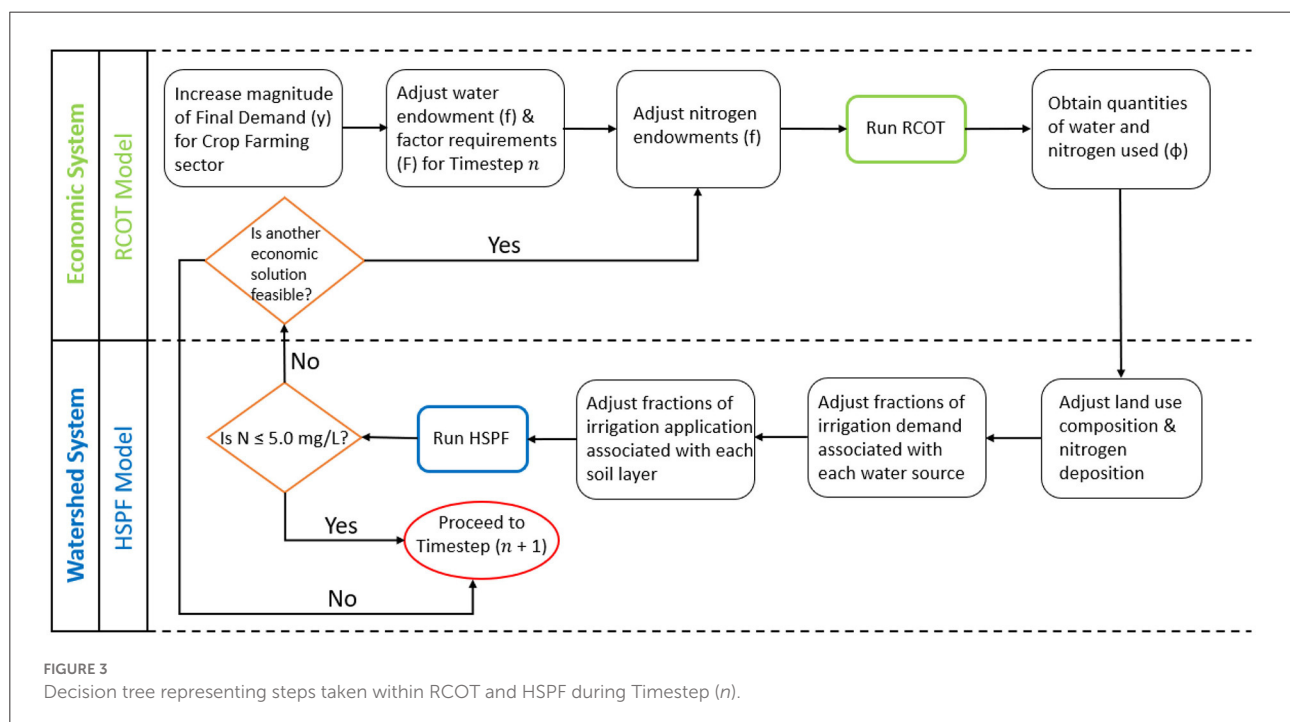 Economic System
RCOT Model
Increase magnitude
of Final Demand (y)
for Crop Farming
sector
Adjust water
endowment (f) &
factor requirements
(F) for Timestep n
Adjust nitrogen
endowments (f)
Run RCOT
Obtain quantities
of water and
nitrogen used (ϕ)
Is another
economic
solution
feasible?
Yes
No
Watershed System
HSPF Model
Is N ≤ 5.0 mg/L?
Run HSPF
Adjust fractions of
irrigation application
associated with each
soil layer
Adjust fractions of
irrigation demand
associated with
each water source
Adjust land use
composition &
nitrogen
deposition
Yes
Proceed to
Timestep (n + 1)
No
FIGURE 3
Decision tree representing steps taken within RCOT and HSPF during Timestep (n).